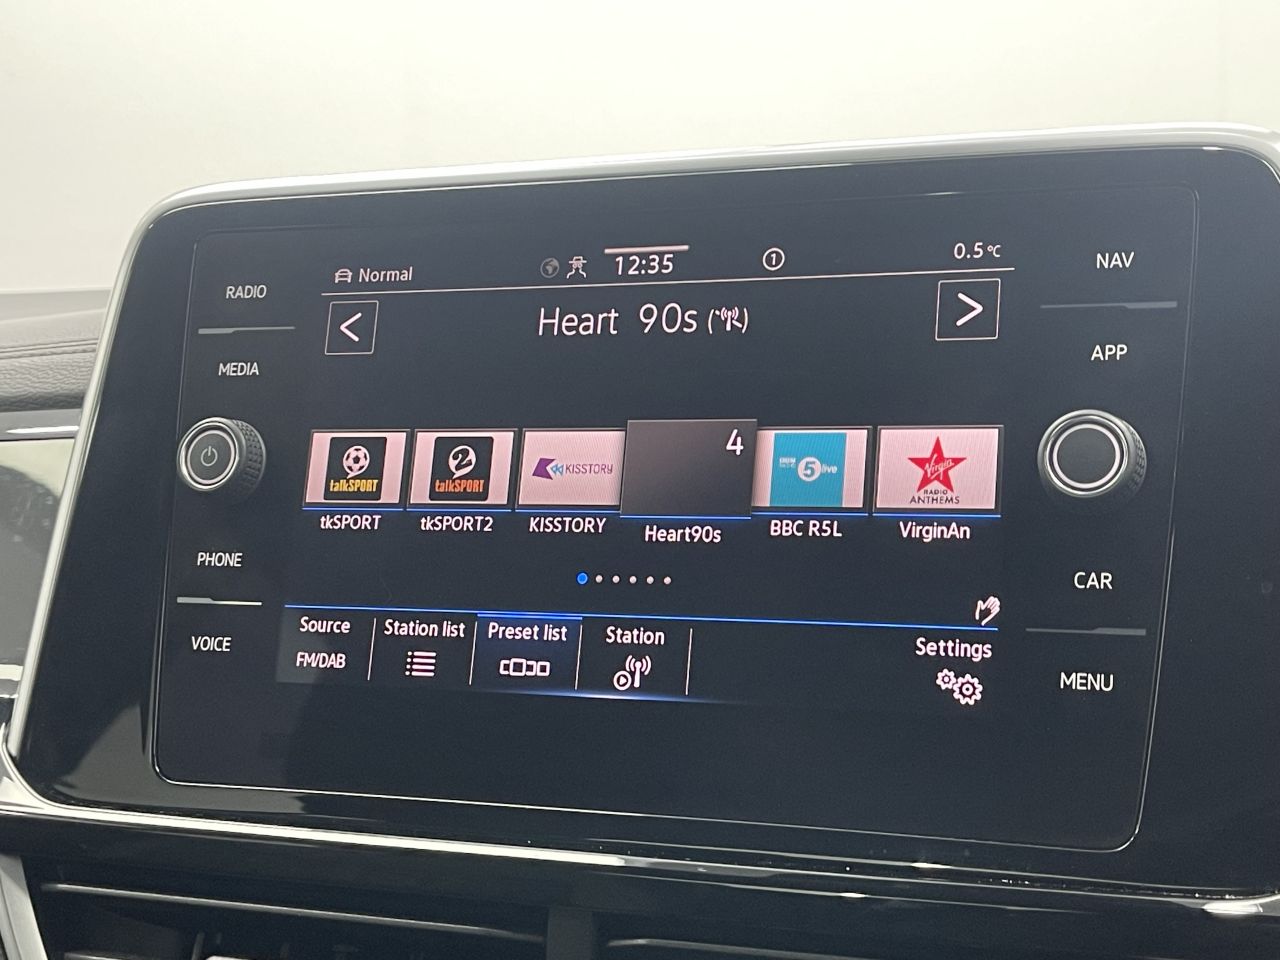 Normal
12:35
1
0.5°C
RADIO
MEDIA
PHONE
VOICE
NAV
APP
CAR
MENU
<
Heart 90s
>
talkSPORT
2
talkSPORT
KISSTORY
4
5 live
Virgin
RADIO
ANTHEMS
tkSPORT
tkSPORT2
KISSTORY
Heart90s
BBC R5L
VirginAn
Source
FM/DAB
Station list
Preset list
Station
Settings